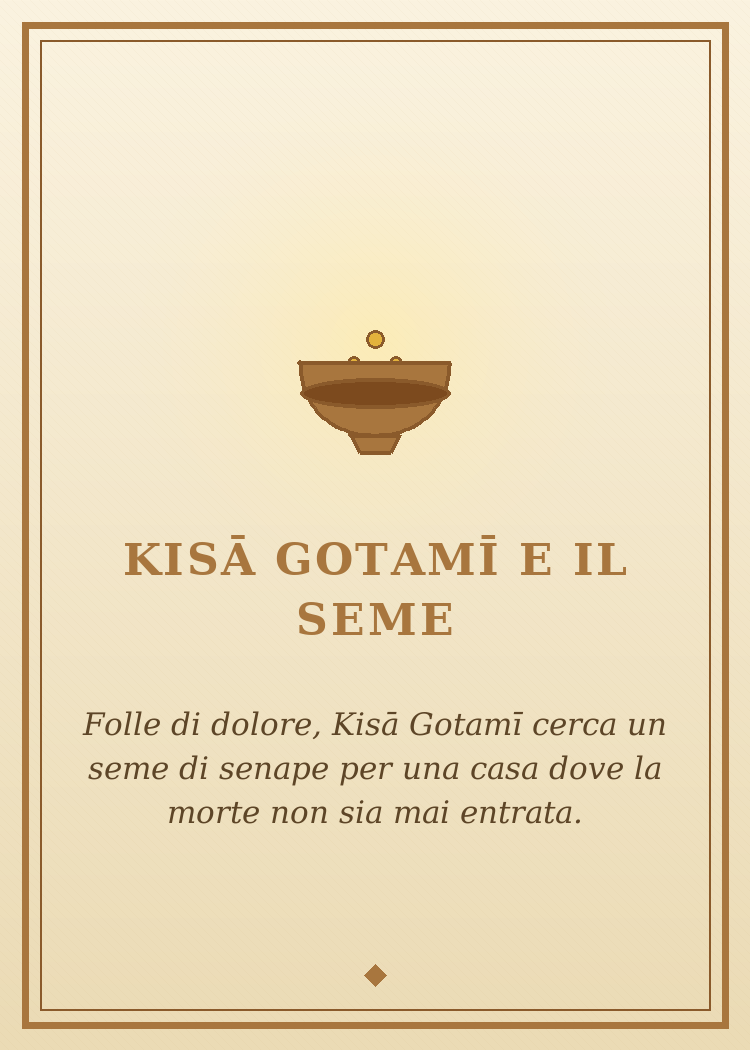 KISĀ GOTAMĪ E IL
SEME
Folle di dolore, Kisā Gotamī cerca un
seme di senape per una casa dove la
morte non sia mai entrata.